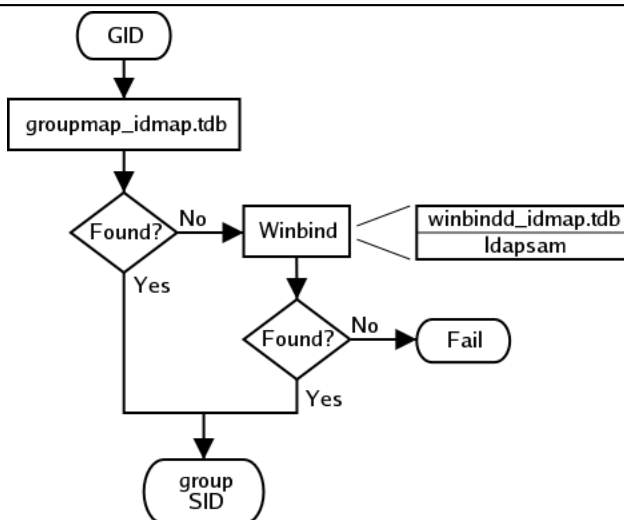 GID
groupmap_idmap.tdb
Found?
No
Winbind
winbindd_idmap.tdb
ldapsam
Yes
Found?
No
Fail
Yes
group
SID